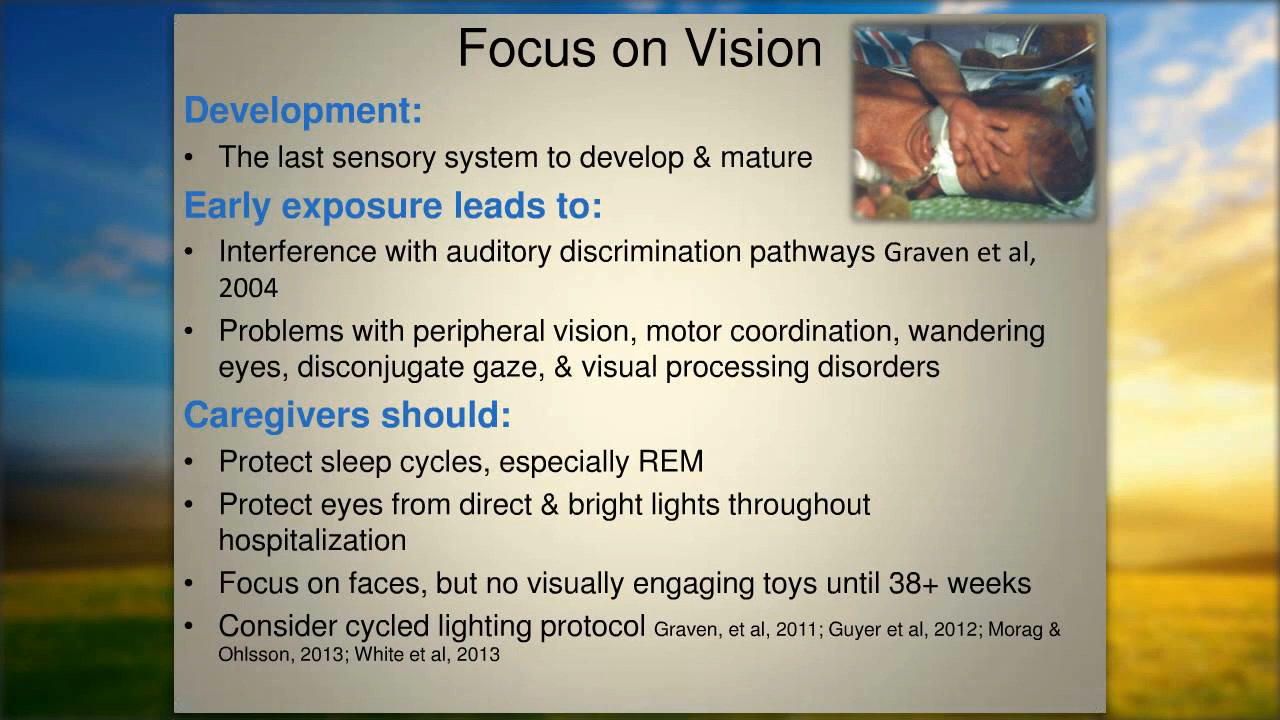 Focus on Vision
Development:
• The last sensory system to develop & mature
Early exposure leads to:
• Interference with auditory discrimination pathways Graven et al,
2004
• Problems with peripheral vision, motor coordination, wandering
eyes, disconjugate gaze, & visual processing disorders
Caregivers should:
• Protect sleep cycles, especially REM
• Protect eyes from direct & bright lights throughout
hospitalization
• Focus on faces, but no visually engaging toys until 38+ weeks
• Consider cycled lighting protocol Graven, et al, 2011; Guyer et al, 2012; Morag &
Ohlsson, 2013; White et al, 2013